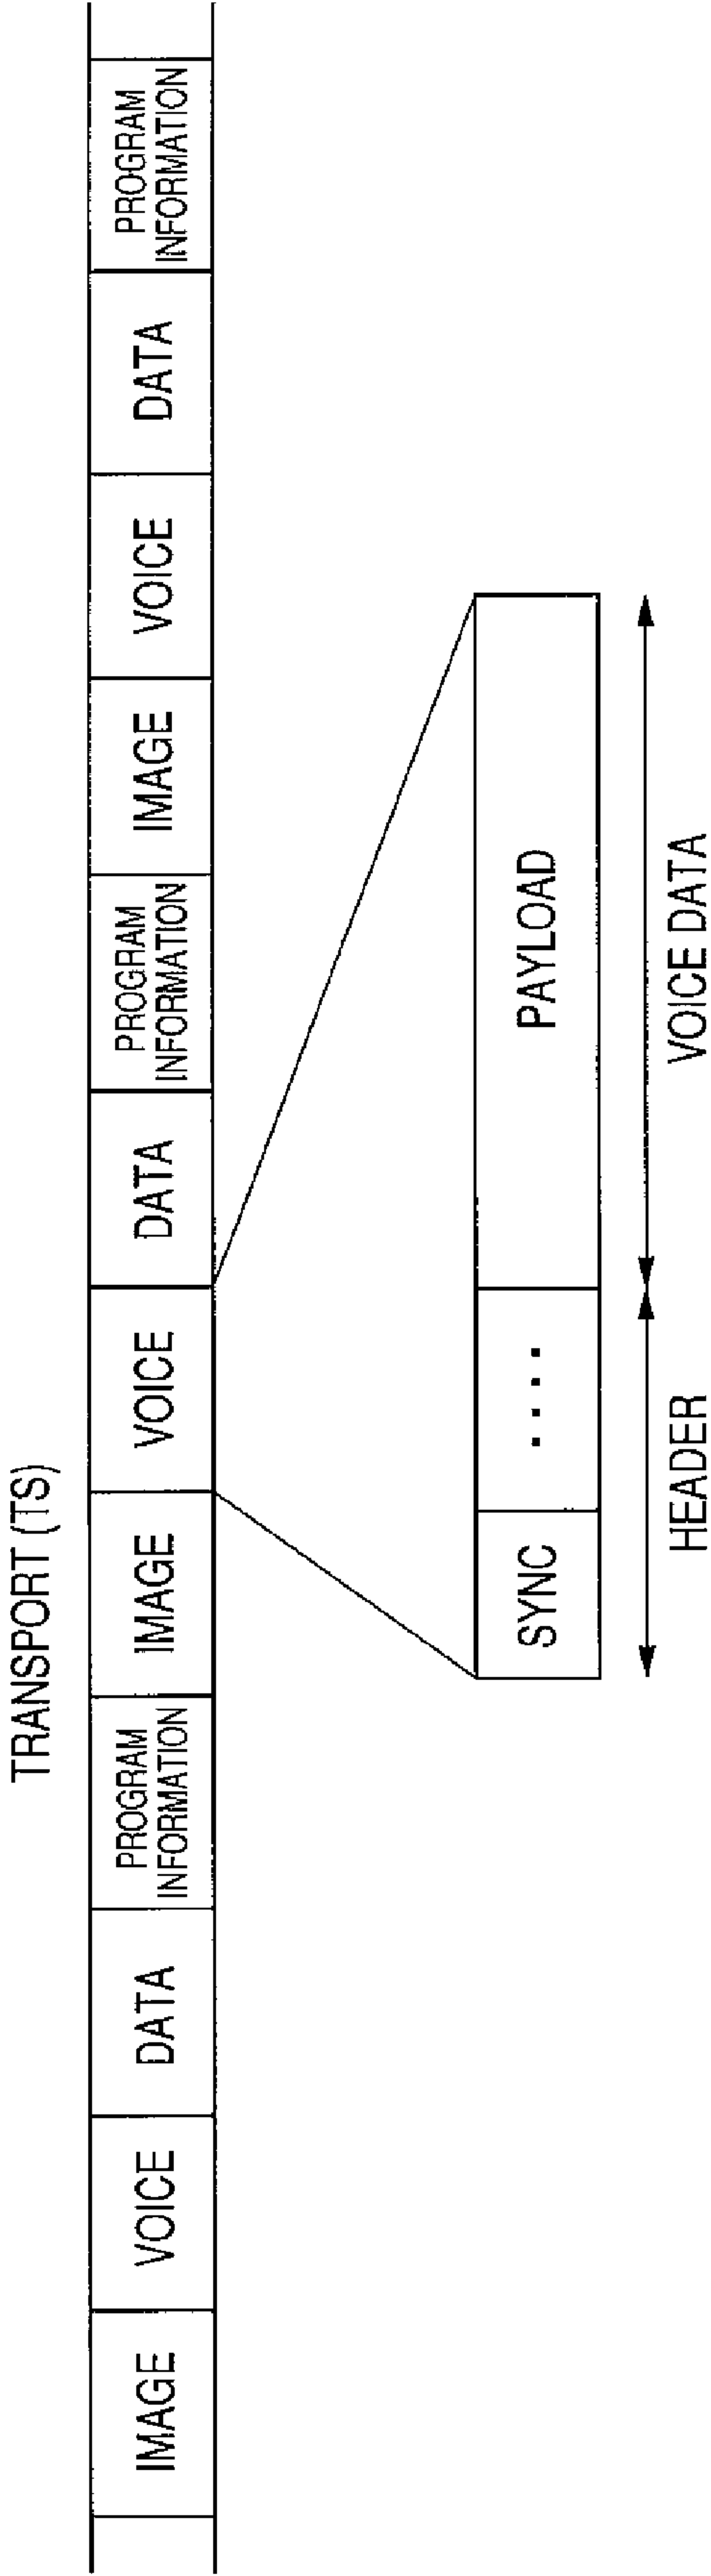 TRANSPORT (TS)
IMAGE
VOICE
DATA
PROGRAM
INFORMATION
IMAGE
VOICE
DATA
PROGRAM
INFORMATION
IMAGE
VOICE
DATA
PROGRAM
INFORMATION
SYNC
....
PAYLOAD
HEADER
VOICE DATA